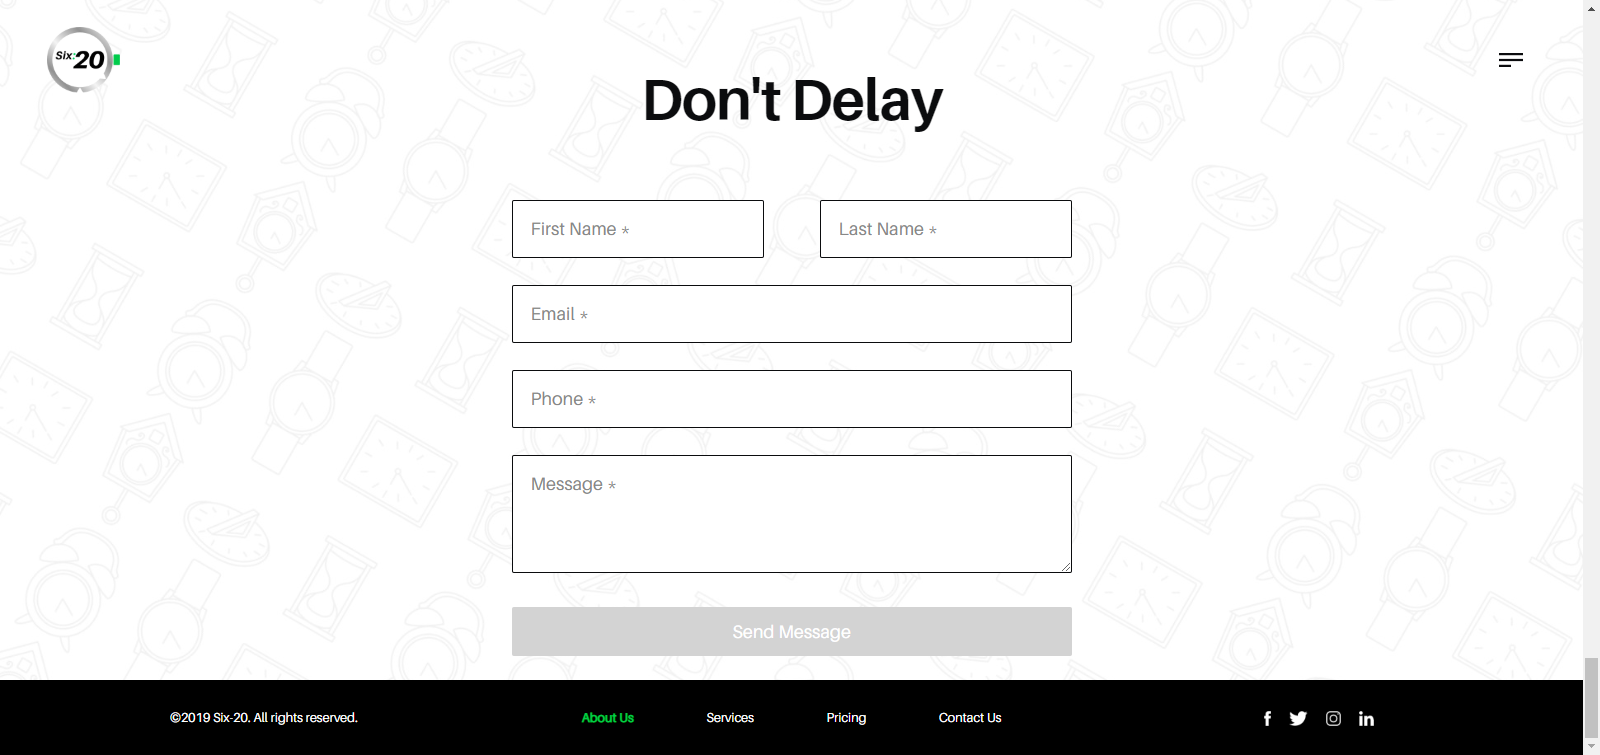 Six:20
Don't Delay
First Name *
Last Name *
Email *
Phone *
Message *
Send Message
©2019 Six-20. All rights reserved.
About Us
Services
Pricing
Contact Us